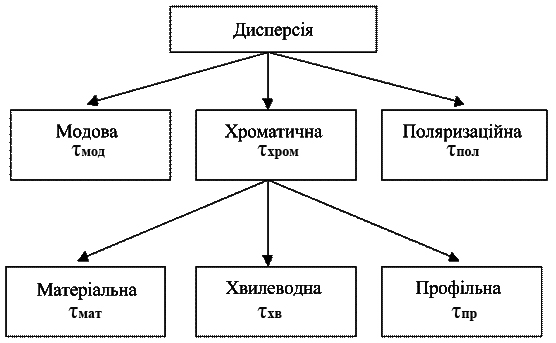 Дисперсія
Модова
τмод
Хроматична
τхром
Поляризаційна
τпол
Матеріальна
τмат
Хвилеводна
τхв
Профільна
τпр